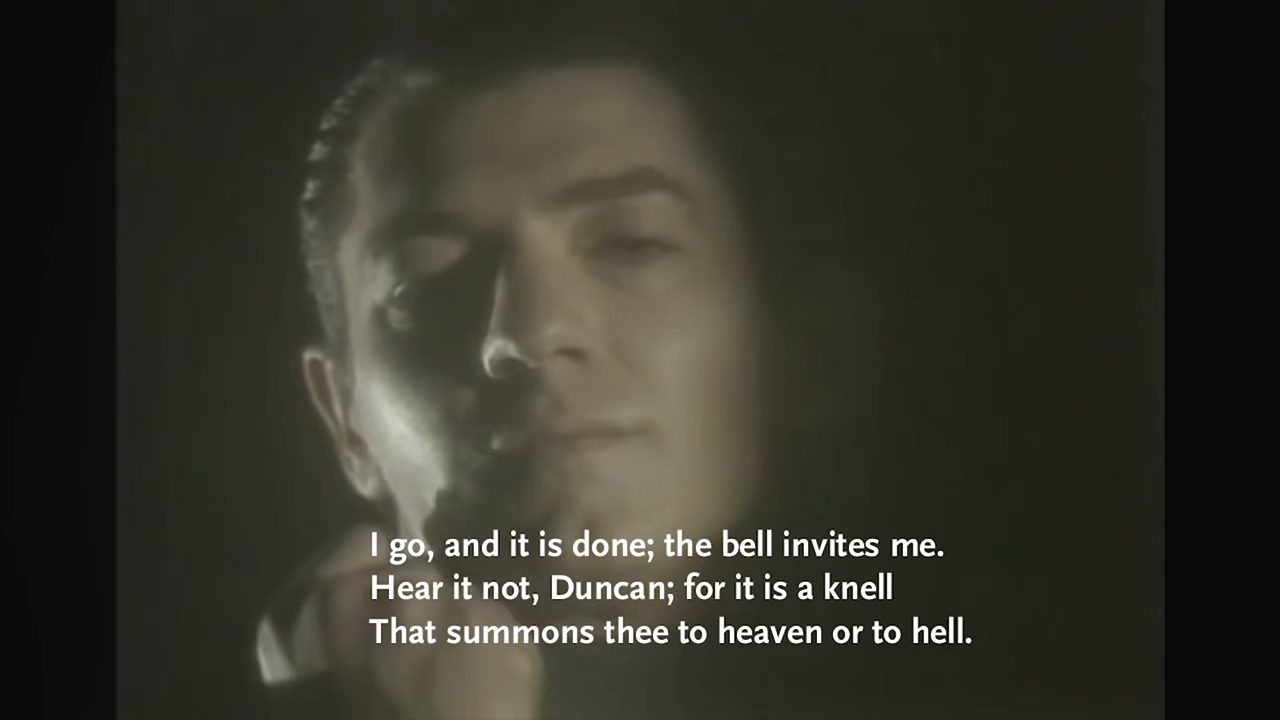 I go, and it is done; the bell invites me.
Hear it not, Duncan; for it is a knell
That summons thee to heaven or to hell.